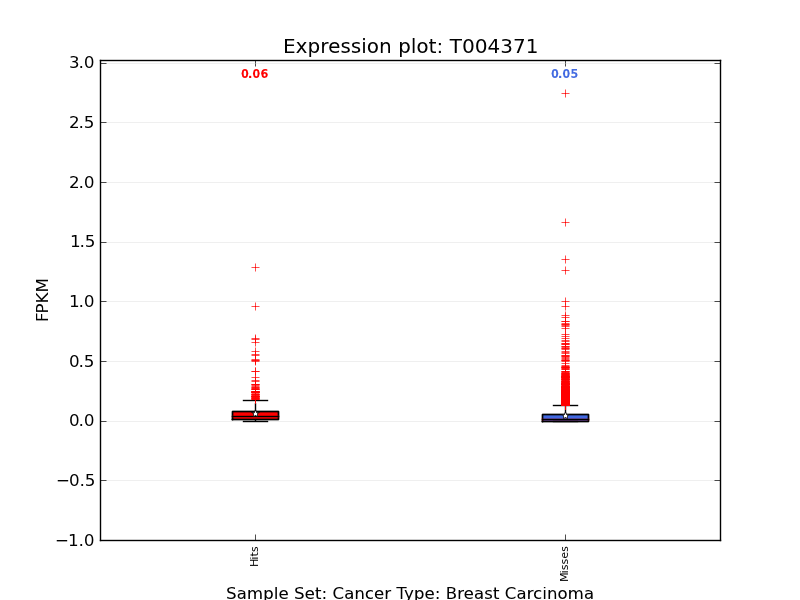 Expression plot: T004371
3.0
2.5
2.0
1.5
1.0
0.5
0.0
−0.5
−1.0
FPKM
0.06
0.05
Hits
Misses
Sample Set: Cancer Type: Breast Carcinoma